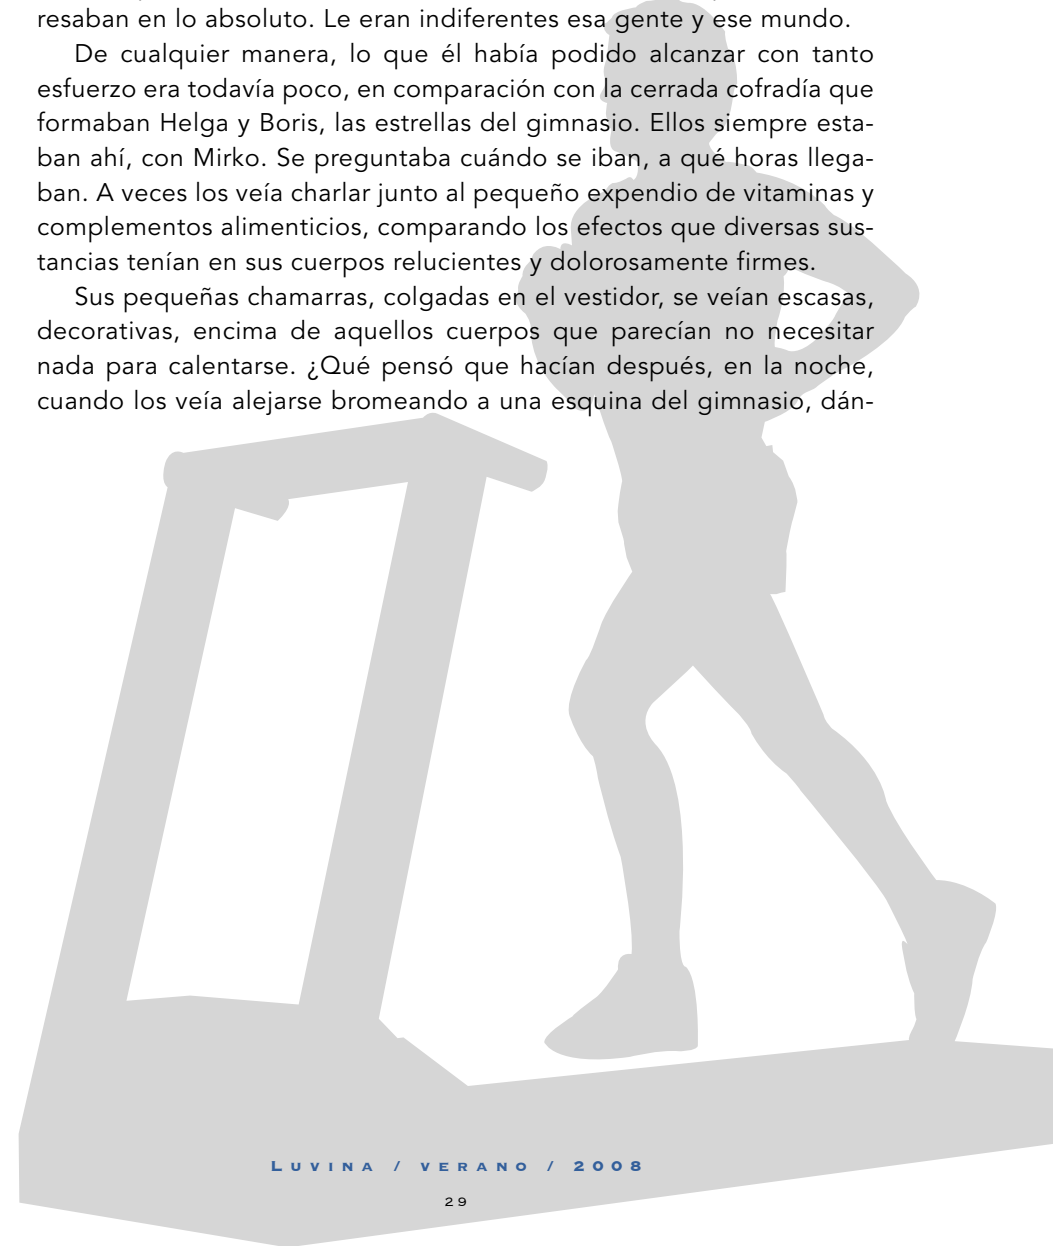 resaban en lo absoluto. Le eran indiferentes esa gente y ese mundo.
De cualquier manera, lo que él había podido alcanzar con tanto
esfuerzo era todavía poco, en comparación con la cerrada cofradía que
formaban Helga y Boris, las estrellas del gimnasio. Ellos siempre esta-
ban ahí, con Mirko. Se preguntaba cuándo se iban, a qué horas llega-
ban. A veces los veía charlar junto al pequeño expendio de vitaminas y
complementos alimenticios, comparando los efectos que diversas sus-
tancias tenían en sus cuerpos relucientes y dolorosamente firmes.
Sus pequeñas chamarras, colgadas en el vestidor, se veían escasas,
decorativas, encima de aquellos cuerpos que parecían no necesitar
nada para calentarse. ¿Qué pensó que hacían después, en la noche,
cuando los veía alejarse bromeando a una esquina del gimnasio, dán-
Luvina / verano / 2008
29